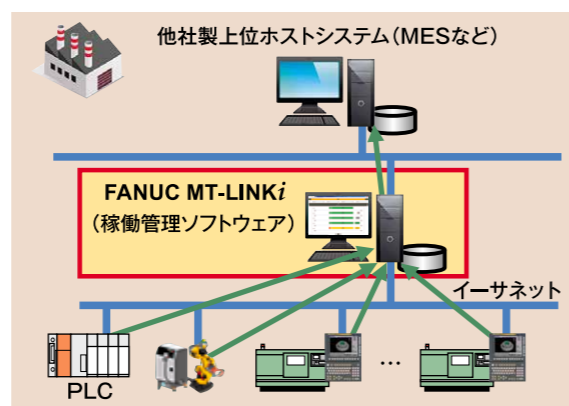 他社製上位ホストシステム（MESなど）
FANUC MT-LINKi
（稼働管理ソフトウェア）
イーサネット
PLC
…